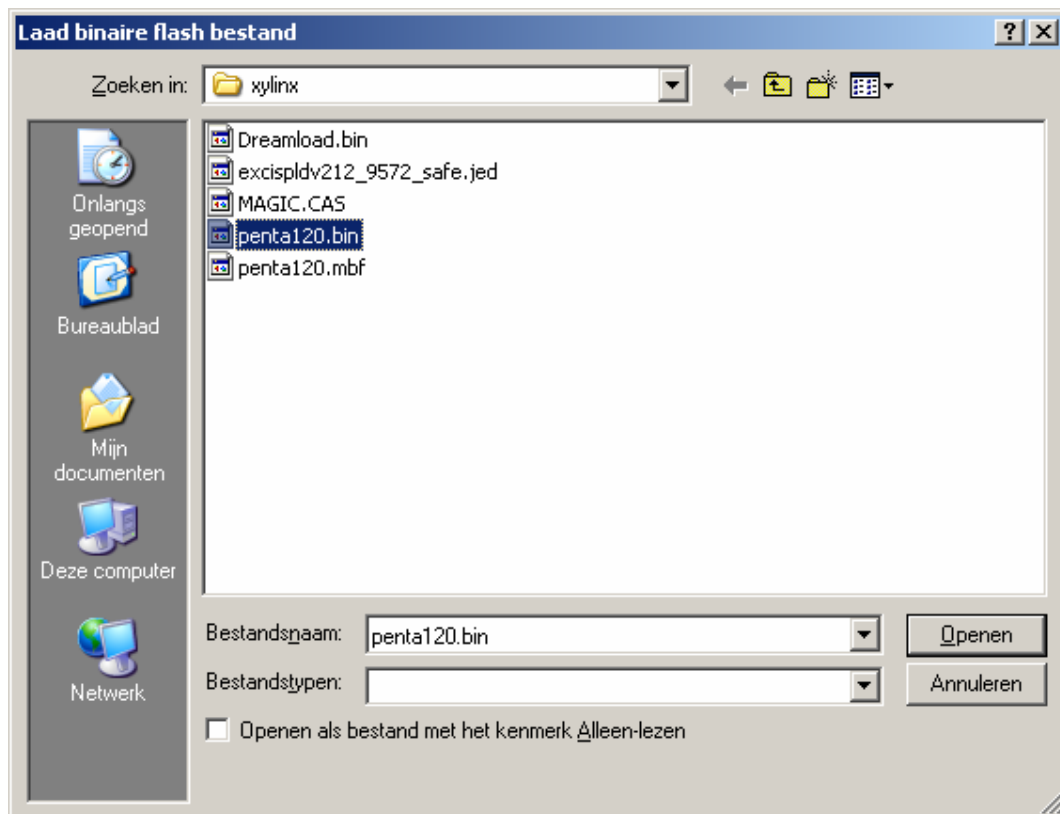 Laad binaire flash bestand
Zoeken in: xylinx
Dreamload.bin
excispldv212_9572_safe.jed
MAGIC.CAS
penta120.bin
penta120.mbf
Onlangs
geopend
Bureaublad
Mijn
documenten
Deze computer
Netwerk
Bestandsnaam: penta120.bin Openen
Bestandstypen: Annuleren
Openen als bestand met het kenmerk Alleen-lezen